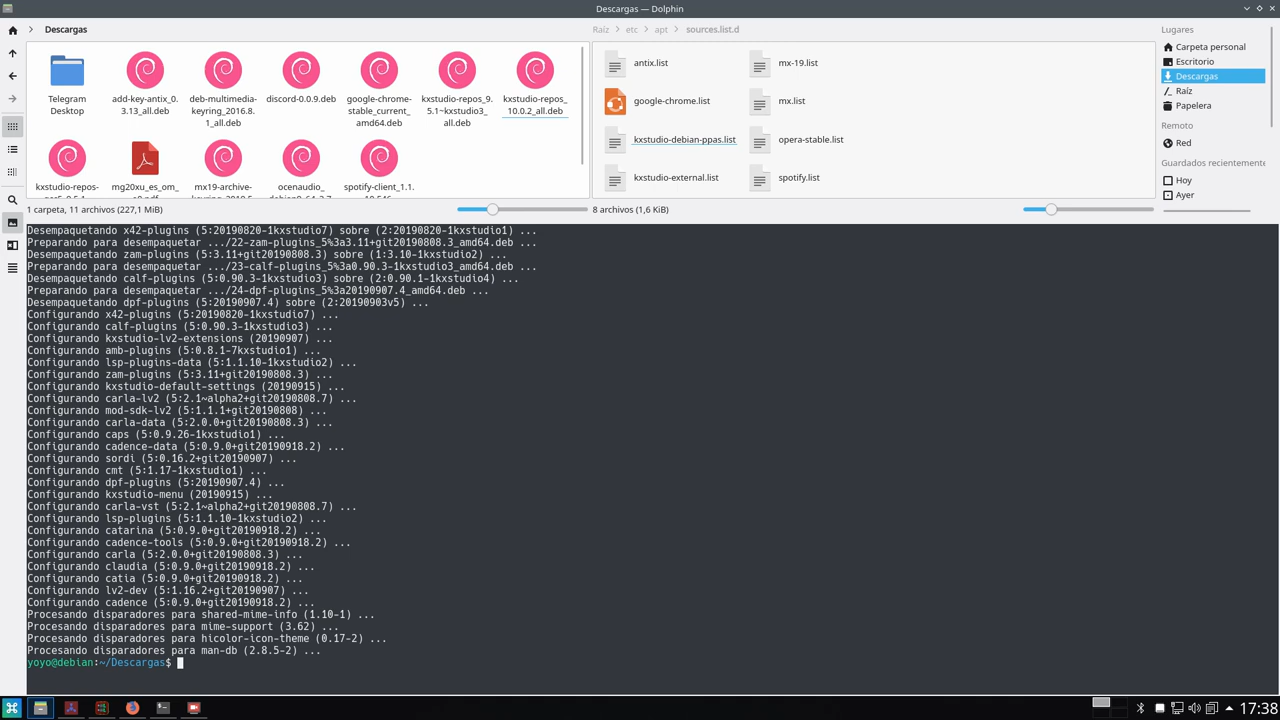 Descargas — Dolphin
Descargas
Raíz
etc
apt
sources.list.d
Telegram
Desktop
add-key-antix_0.
3.13_all.deb
deb-multimedia-
keyring_2016.8.
1_all.deb
discord-0.0.9.deb
google-chrome-
stable_current_
amd64.deb
kxstudio-repos_9.
5.1~kxstudio3_
all.deb
kxstudio-repos_
10.0.2_all.deb
kxstudio-repos-
mg20xu_es_om_
mx19-archive-
ocenaudio_
spotify-client_1.1.
1 carpeta, 11 archivos (227,1 MiB)
antix.list
mx-19.list
google-chrome.list
mx.list
kxstudio-debian-ppas.list
opera-stable.list
kxstudio-external.list
spotify.list
8 archivos (1,6 KiB)
Lugares
Carpeta personal
Escritorio
Descargas
Raíz
Papelera
Remoto
Red
Guardados recientemente
Hoy
Ayer
Desempaquetando x42-plugins (5:20190820-1kxstudio7) sobre (2:20190820-1kxstudio1) ...
Preparando para desempaquetar .../22-zam-plugins_5%3a3.11+git20190808.3_amd64.deb ...
Desempaquetando zam-plugins (5:3.11+git20190808.3) sobre (1:3.10-1kxstudio2) ...
Preparando para desempaquetar .../23-calf-plugins_5%3a0.90.3-1kxstudio3_amd64.deb ...
Desempaquetando calf-plugins (5:0.90.3-1kxstudio3) sobre (2:0.90.1-1kxstudio4) ...
Preparando para desempaquetar .../24-dpf-plugins_5%3a20190907.4_amd64.deb ...
Desempaquetando dpf-plugins (5:20190907.4) sobre (2:20190903v5) ...
Configurando x42-plugins (5:20190820-1kxstudio7) ...
Configurando calf-plugins (5:0.90.3-1kxstudio3) ...
Configurando kxstudio-lv2-extensions (20190907) ...
Configurando amb-plugins (5:0.8.1-7kxstudio1) ...
Configurando lsp-plugins-data (5:1.1.10-1kxstudio2) ...
Configurando zam-plugins (5:3.11+git20190808.3) ...
Configurando kxstudio-default-settings (20190915) ...
Configurando carla-lv2 (5:2.1~alpha2+git20190808.7) ...
Configurando mod-sdk-lv2 (5:1.1.1+git20190808) ...
Configurando carla-data (5:2.0.0+git20190808.3) ...
Configurando caps (5:0.9.26-1kxstudio1) ...
Configurando cadence-data (5:0.9.0+git20190918.2) ...
Configurando sordi (5:0.16.2+git20190907) ...
Configurando cmt (5:1.17-1kxstudio1) ...
Configurando dpf-plugins (5:20190907.4) ...
Configurando kxstudio-menu (20190915) ...
Configurando carla-vst (5:2.1~alpha2+git20190808.7) ...
Configurando lsp-plugins (5:1.1.10-1kxstudio2) ...
Configurando catarina (5:0.9.0+git20190918.2) ...
Configurando cadence-tools (5:0.9.0+git20190918.2) ...
Configurando carla (5:2.0.0+git20190808.3) ...
Configurando claudia (5:0.9.0+git20190918.2) ...
Configurando catia (5:0.9.0+git20190918.2) ...
Configurando lv2-dev (5:1.16.2+git20190907) ...
Configurando cadence (5:0.9.0+git20190918.2) ...
Procesando disparadores para shared-mime-info (1.10-1) ...
Procesando disparadores para mime-support (3.62) ...
Procesando disparadores para hicolor-icon-theme (0.17-2) ...
Procesando disparadores para man-db (2.8.5-2) ...
yoyo@debian:~/Descargas$
17:38